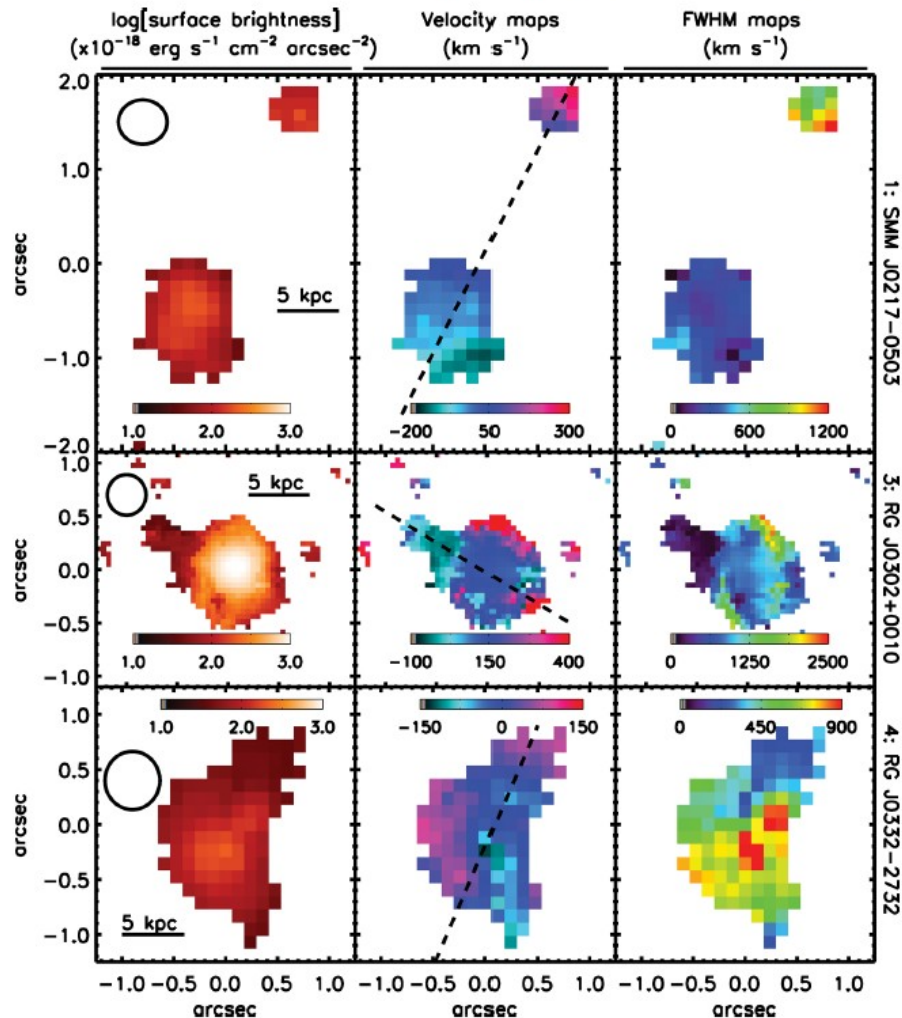 log[surface brightness]
(x10⁻¹⁸ erg s⁻¹ cm⁻² arcsec⁻²)
Velocity maps
(km s⁻¹)
FWHM maps
(km s⁻¹)
2.0
1.0
0.0
−1.0
−2.0
arcsec
5 kpc
1.0 2.0 3.0
−200 50 300
0 600 1200
1: SMM J0217−0503
1.0
0.5
0.0
−0.5
−1.0
arcsec
5 kpc
1.0 2.0 3.0
−100 150 400
0 1250 2500
3: RG J0302+0010
1.0
0.5
0.0
−0.5
−1.0
arcsec
1.0 2.0 3.0
−150 0 150
0 450 900
5 kpc
4: RG J0332−2732
−1.0 −0.5 0.0 0.5 1.0
−1.0 −0.5 0.0 0.5 1.0
−1.0 −0.5 0.0 0.5 1.0
arcsec
arcsec
arcsec